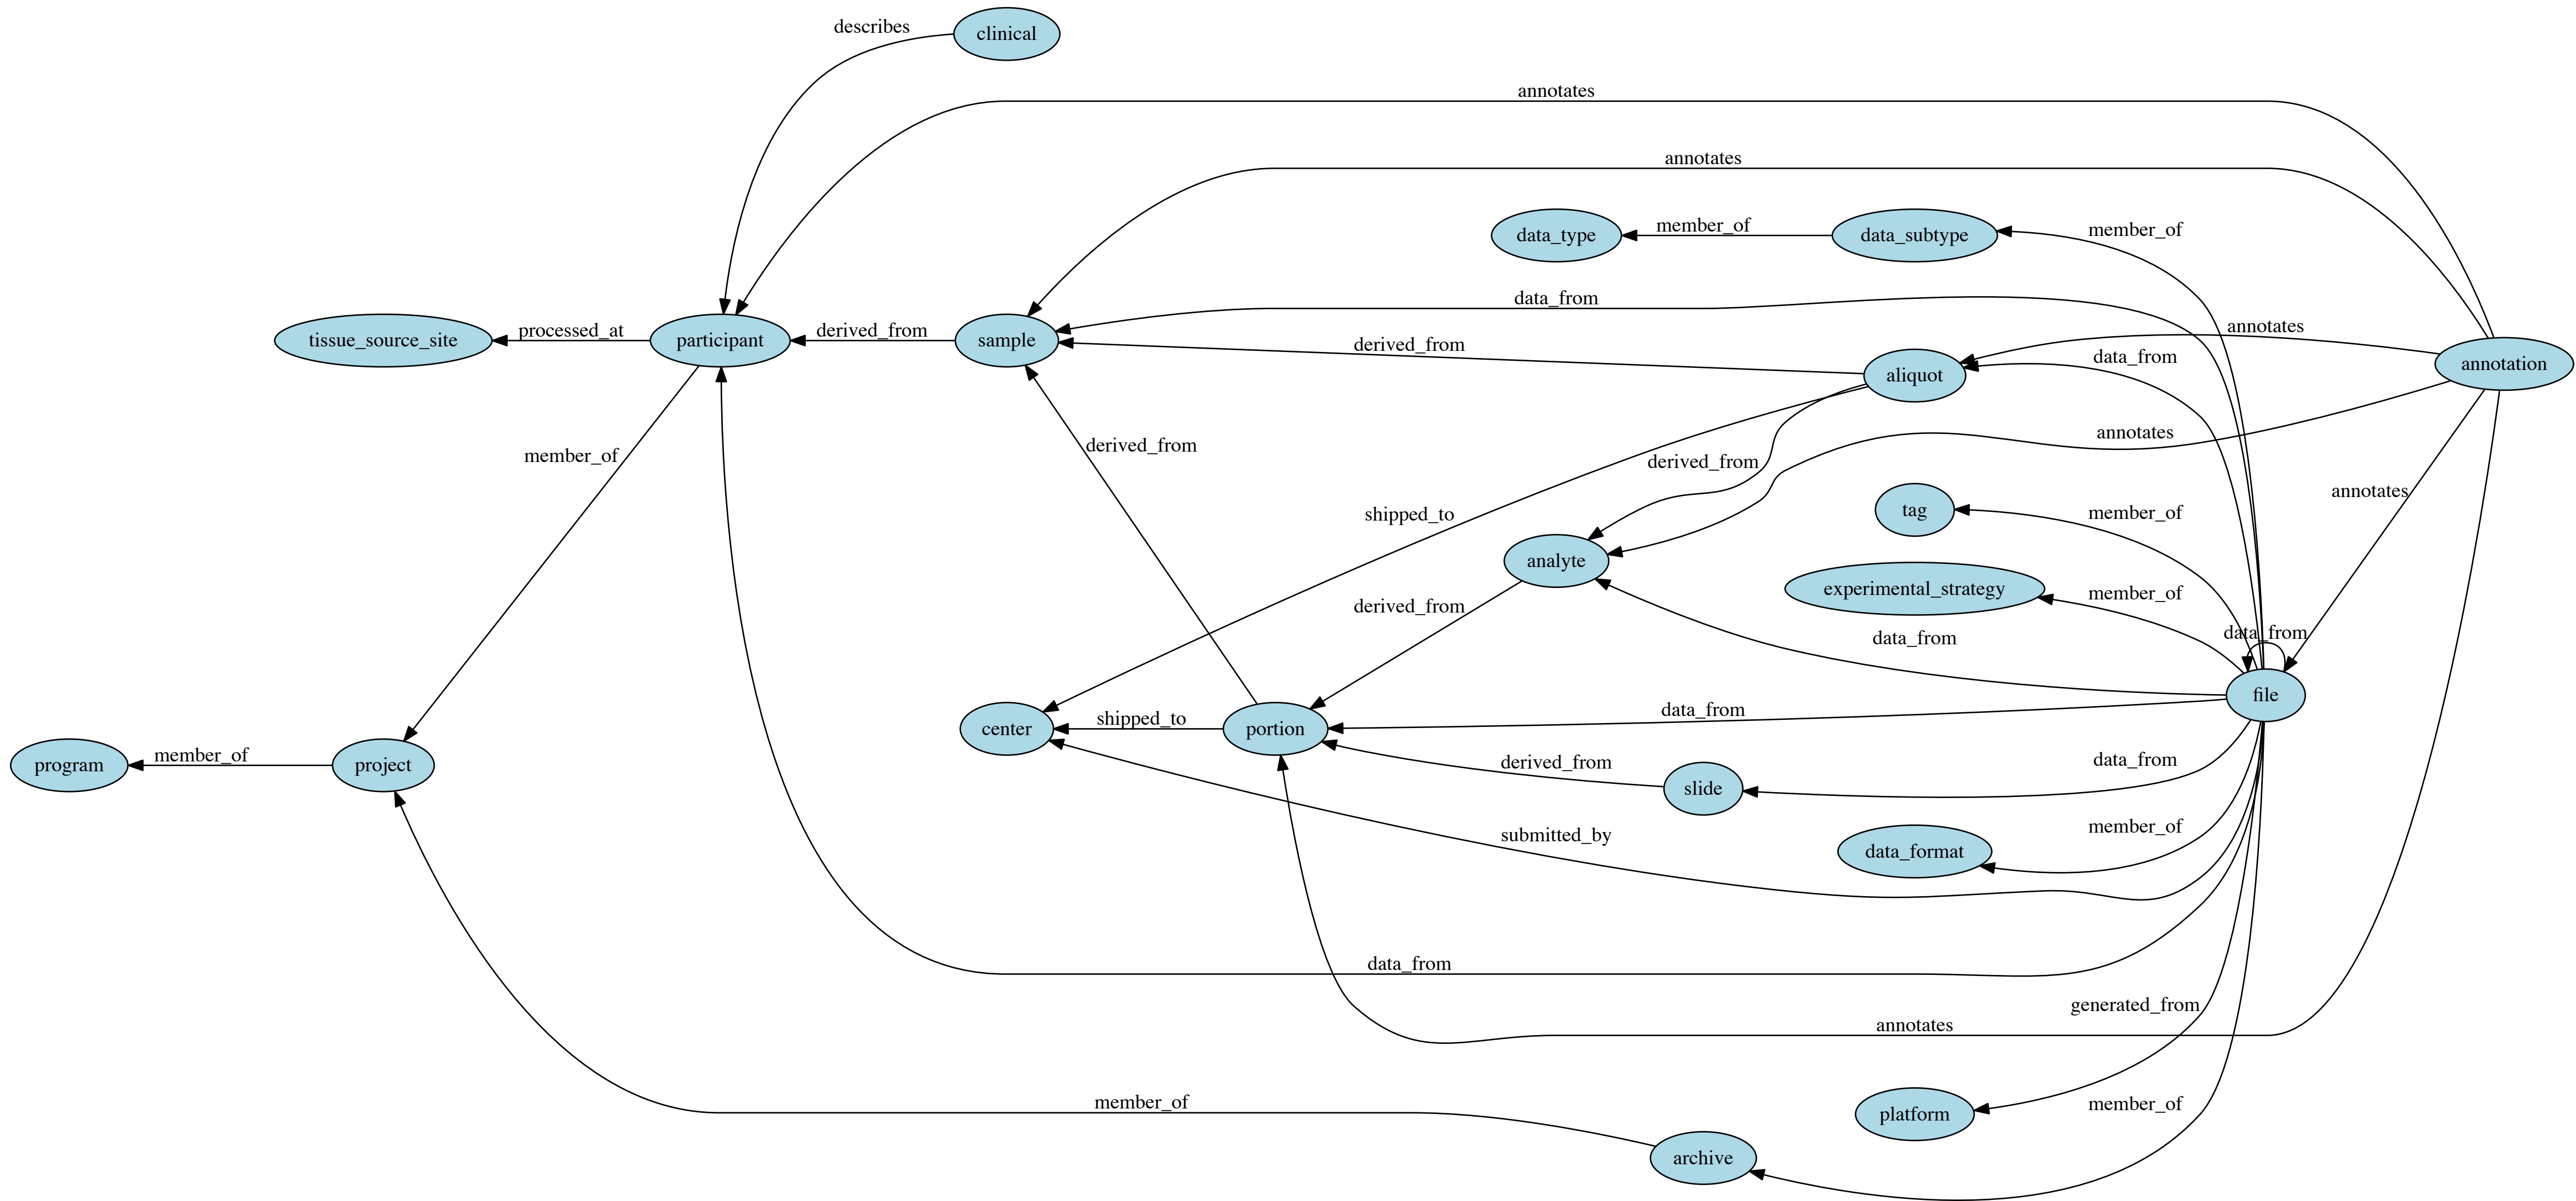 describes
clinical
annotates
annotates
data_type
member_of
data_subtype
member_of
data_from
annotates
tissue_source_site
processed_at
participant
derived_from
sample
derived_from
aliquot
data_from
annotation
member_of
derived_from
derived_from
annotates
annotates
shipped_to
tag
member_of
analyte
experimental_strategy
member_of
derived_from
data_from
data_from
file
center
shipped_to
portion
data_from
program
member_of
project
derived_from
slide
data_from
submitted_by
data_format
member_of
data_from
generated_from
annotates
member_of
platform
member_of
archive